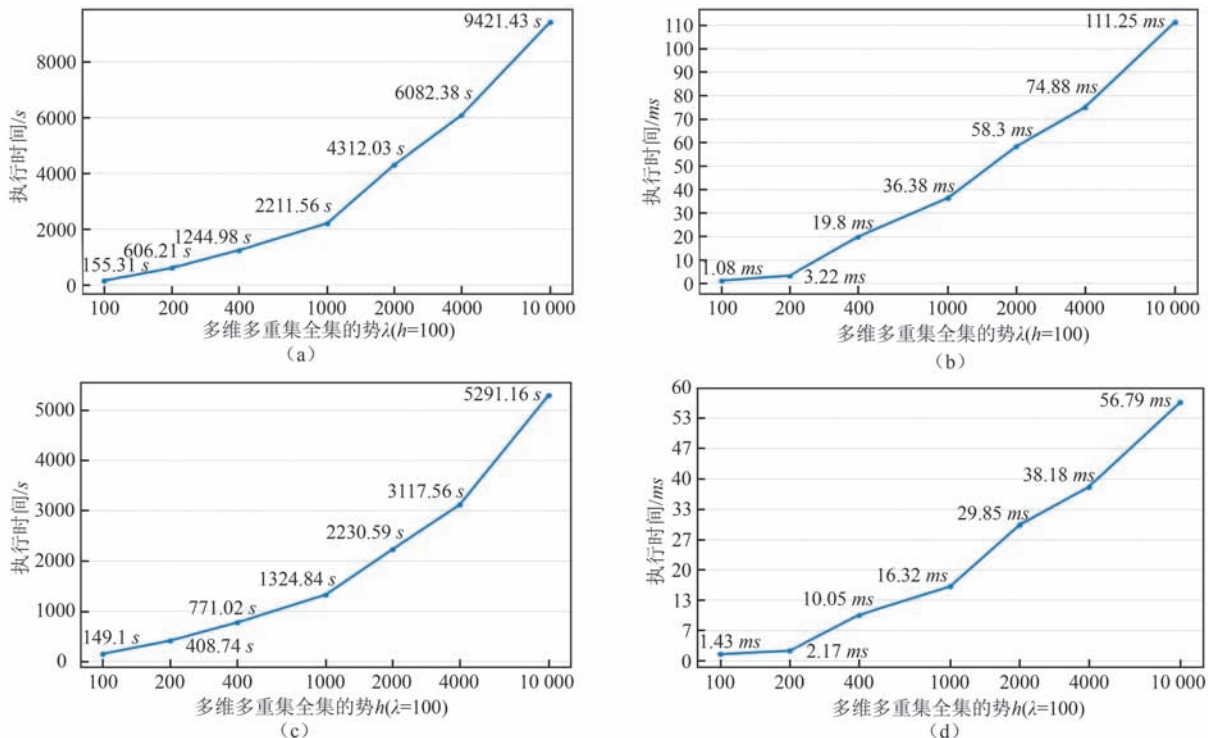 执行时间/s
8000
6000
4000
2000
0
155.31 s
606.21 s
1244.98 s
2211.56 s
4312.03 s
6082.38 s
9421.43 s
100 200 400 1000 2000 4000 10 000
多维多重集全集的势λ(h=100)
（a）
执行时间/ms
110
100
90
80
70
60
50
40
30
20
10
0
1.08 ms
3.22 ms
19.8 ms
36.38 ms
58.3 ms
74.88 ms
111.25 ms
100 200 400 1000 2000 4000 10 000
多维多重集全集的势λ(h=100)
（b）
执行时间/s
5000
4000
3000
2000
1000
0
149.1 s
408.74 s
771.02 s
1324.84 s
2230.59 s
3117.56 s
5291.16 s
100 200 400 1000 2000 4000 10 000
多维多重集全集的势h(λ=100)
（c）
执行时间/ms
60
53
47
40
33
27
20
13
7
0
1.43 ms
2.17 ms
10.05 ms
16.32 ms
29.85 ms
38.18 ms
56.79 ms
100 200 400 1000 2000 4000 10 000
多维多重集全集的势h(λ=100)
（d）